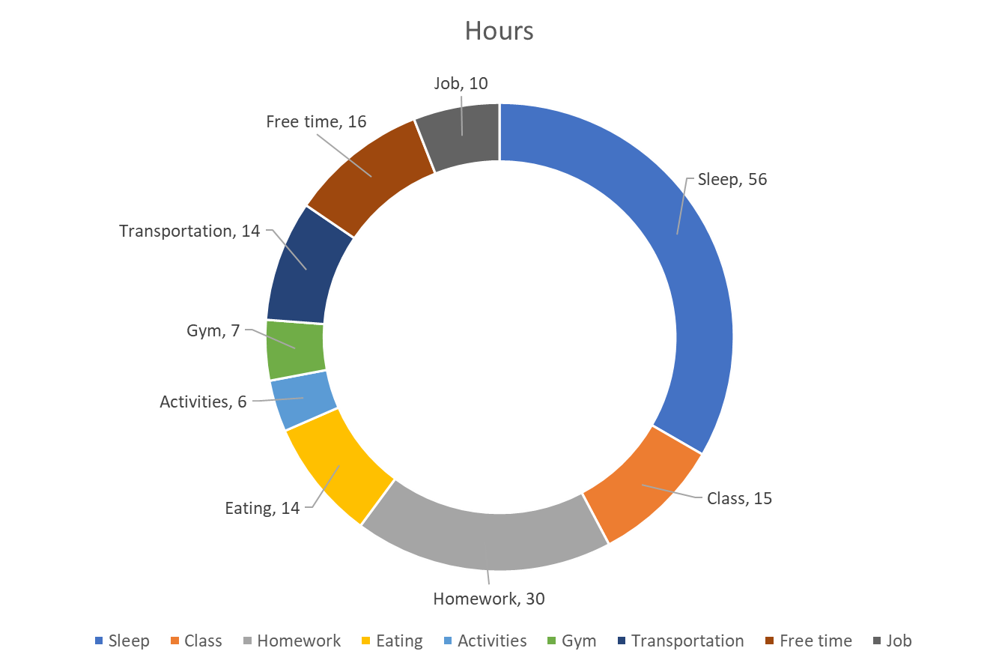 Hours
Job, 10
Free time, 16
Sleep, 56
Transportation, 14
Gym, 7
Activities, 6
Class, 15
Eating, 14
Homework, 30
Sleep Class Homework Eating Activities Gym Transportation Free time Job